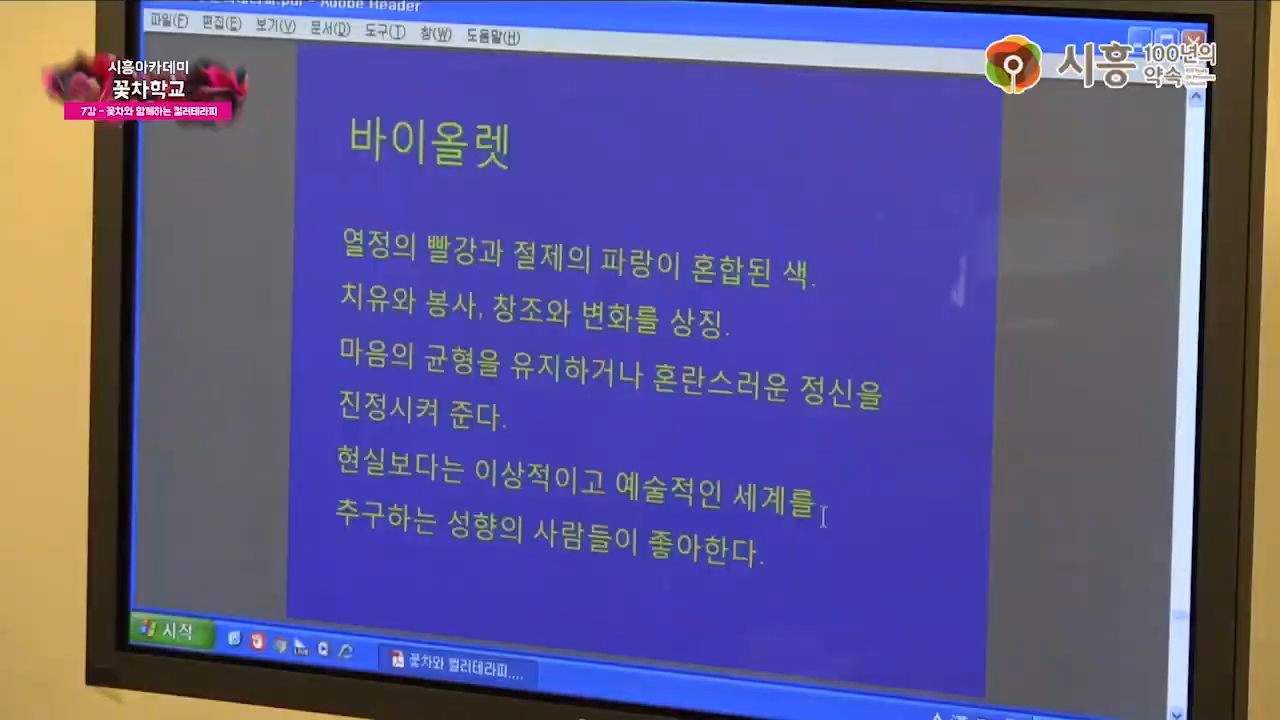 Adobe Header
파일(F) 편집(E) 보기(V) 문서(D) 도구(T) 창(W) 도움말(H)
시흥아카데미
꽃차학교
7강 - 꽃차와 함께하는 컬러테라피
시흥 100년의
약속
바이올렛
열정의 빨강과 절제의 파랑이 혼합된 색.
치유와 봉사, 창조와 변화를 상징.
마음의 균형을 유지하거나 혼란스러운 정신을
진정시켜 준다.
현실보다는 이상적이고 예술적인 세계를
추구하는 성향의 사람들이 좋아한다.
시작
꽃차와 컬러테라피....